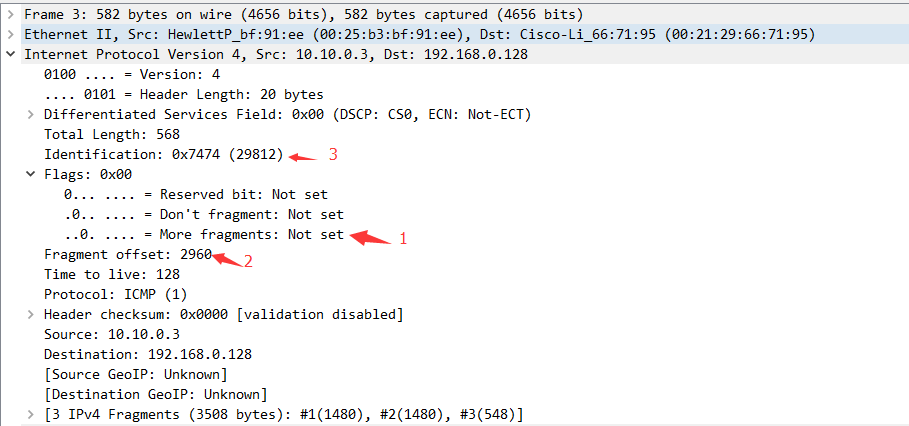 Frame 3: 582 bytes on wire (4656 bits), 582 bytes captured (4656 bits)
Ethernet II, Src: HewlettP_bf:91:ee (00:25:b3:bf:91:ee), Dst: Cisco-Li_66:71:95 (00:21:29:66:71:95)
Internet Protocol Version 4, Src: 10.10.0.3, Dst: 192.168.0.128
0100 .... = Version: 4
.... 0101 = Header Length: 20 bytes
Differentiated Services Field: 0x00 (DSCP: CS0, ECN: Not-ECT)
Total Length: 568
Identification: 0x7474 (29812) 3
Flags: 0x00
0... .... = Reserved bit: Not set
.0.. .... = Don't fragment: Not set
..0. .... = More fragments: Not set 1
Fragment offset: 2960 2
Time to live: 128
Protocol: ICMP (1)
Header checksum: 0x0000 [validation disabled]
Source: 10.10.0.3
Destination: 192.168.0.128
[Source GeoIP: Unknown]
[Destination GeoIP: Unknown]
[3 IPv4 Fragments (3508 bytes): #1(1480), #2(1480), #3(548)]